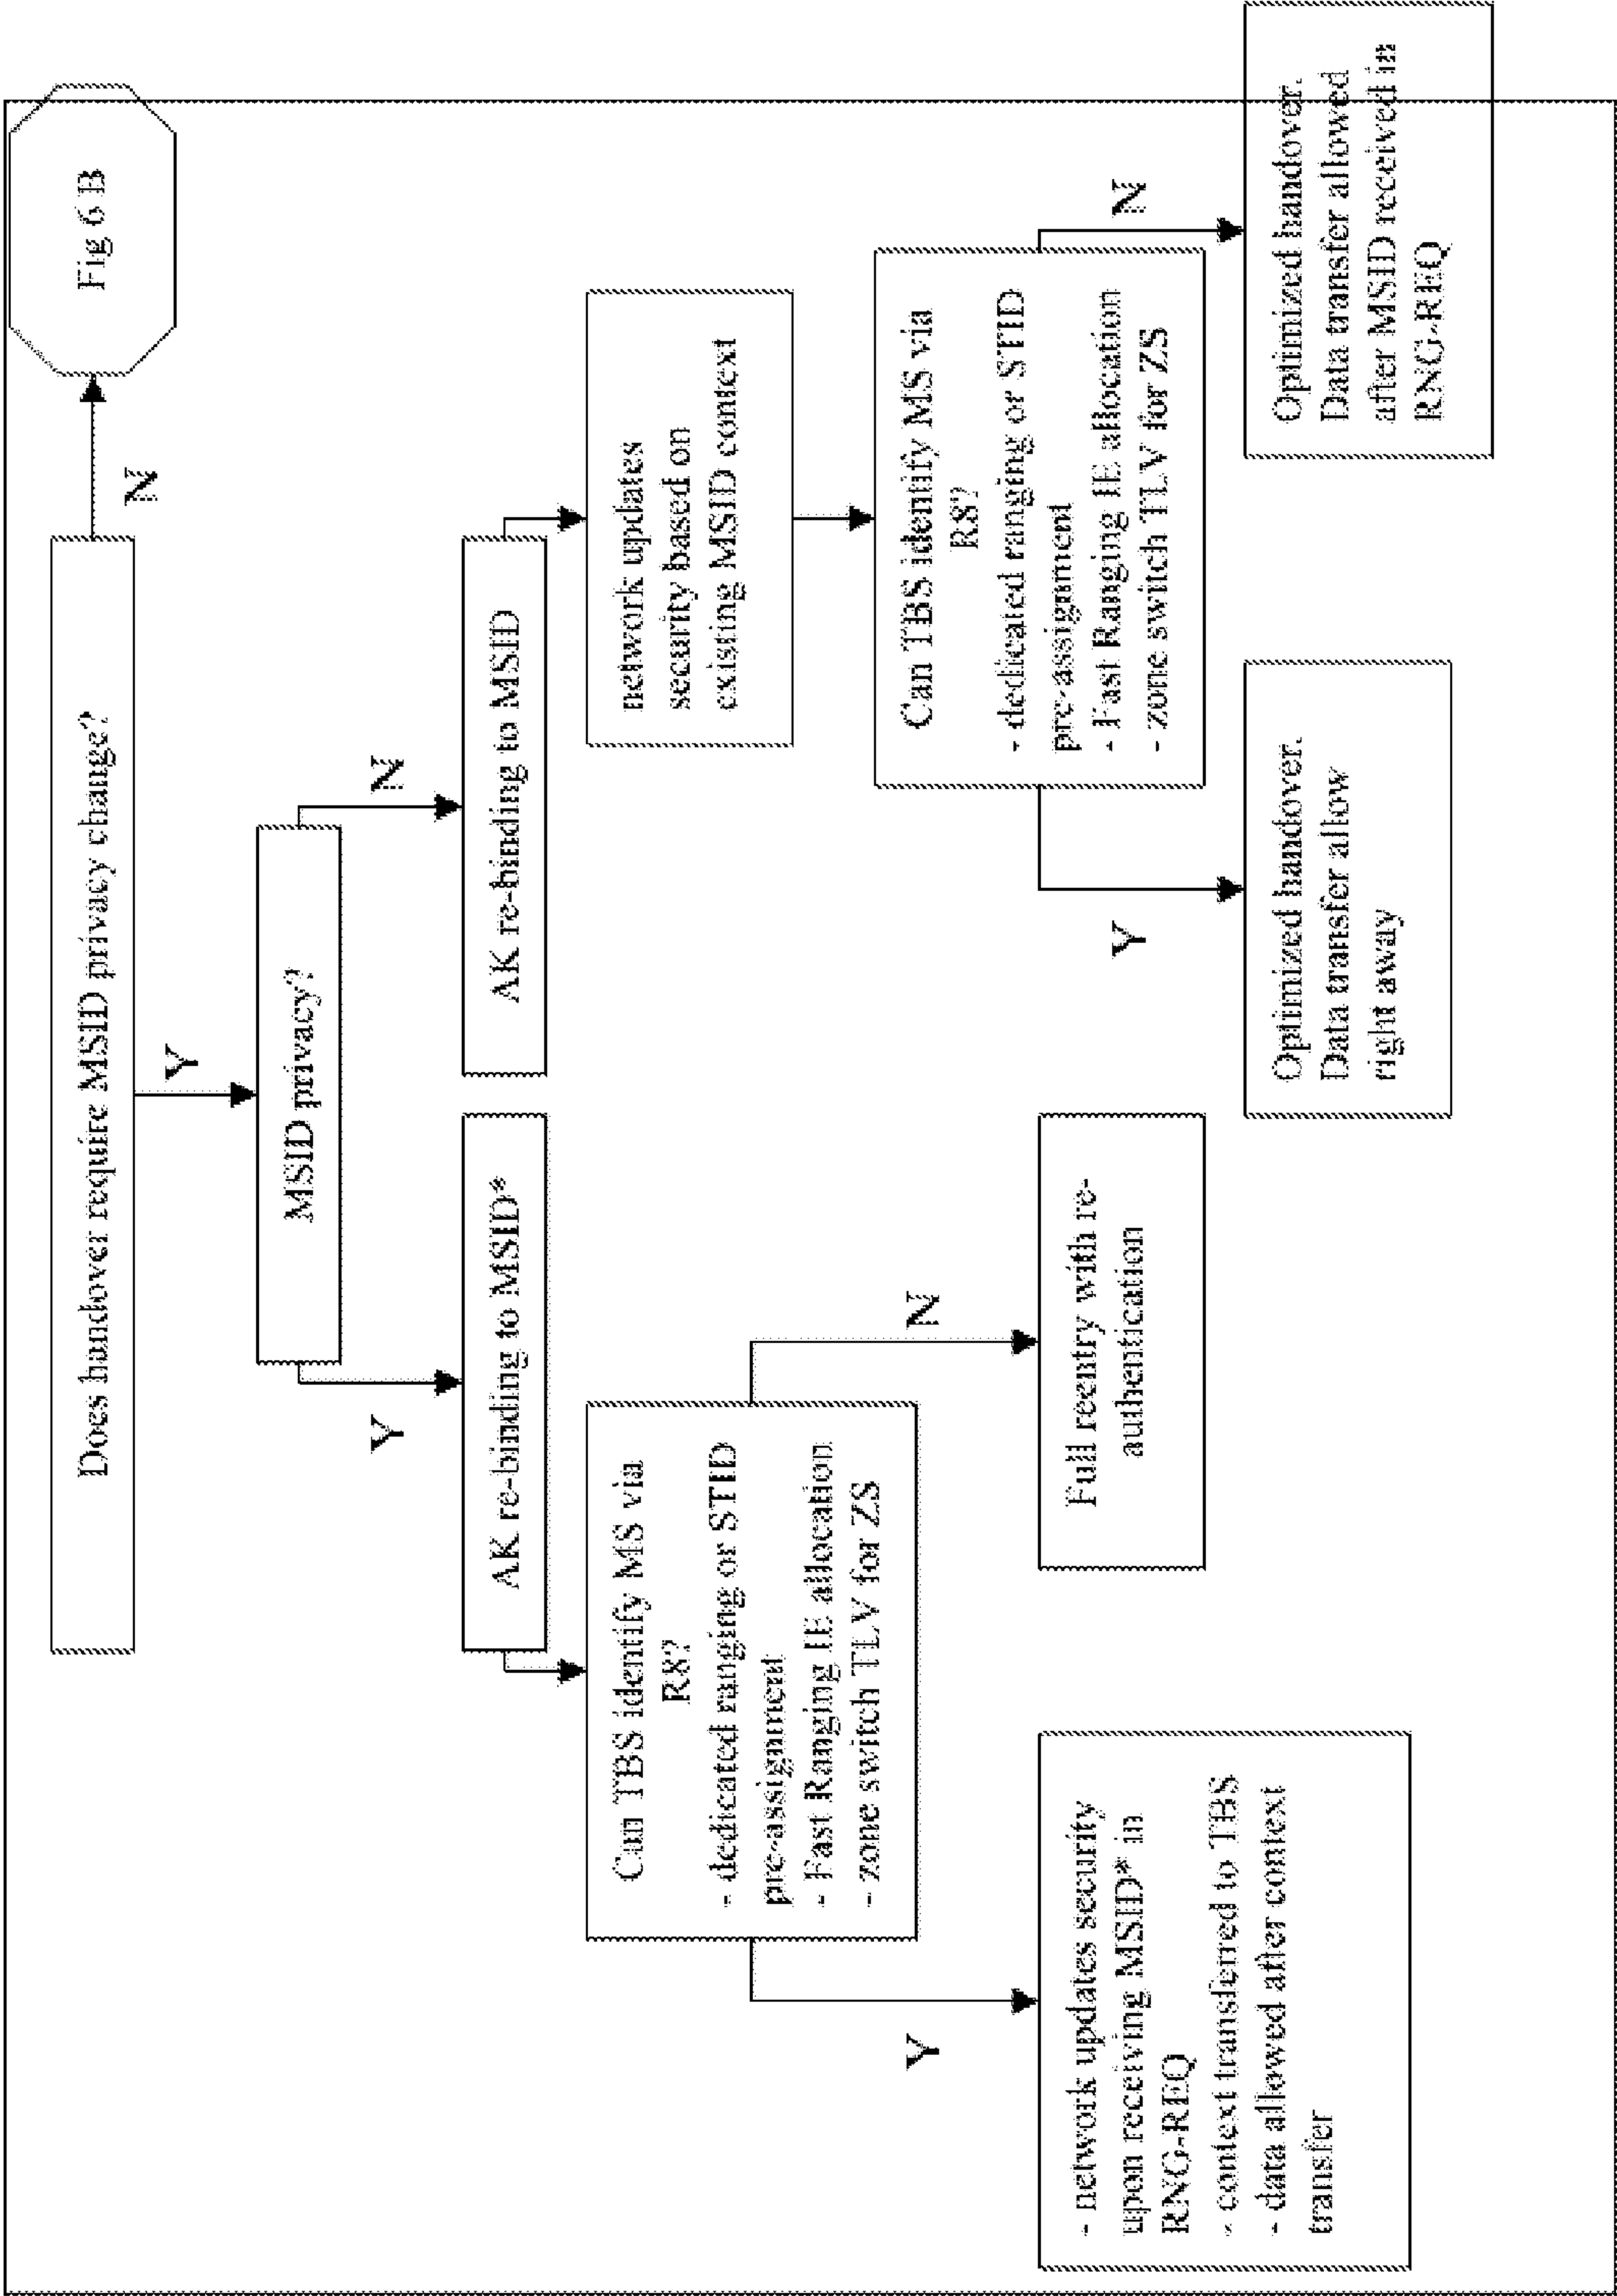 Does handover require MSID privacy change?
N
Fig 6 B
Y
MSID privacy?
Y
N
AK re-binding to MSID*
AK re-binding to MSID
Can TBS identify MS via
R8?
- dedicated ranging or STID
pre-assignment
- Fast Ranging IE allocation
- zone switch TLV for ZS
network updates
security based on
existing MSID context
Can TBS identify MS via
R8?
- dedicated ranging or STID
pre-assignment
- Fast Ranging IE allocation
- zone switch TLV for ZS
Y
N
Y
N
- network updates security
upon receiving MSID* in
RNG-REQ
- context transferred to TBS
- data allowed after context
transfer
Full reentry with re-
authentication
Optimized handover.
Data transfer allow
right away
Optimized handover.
Data transfer allowed
after MSID received in
RNG-REQ